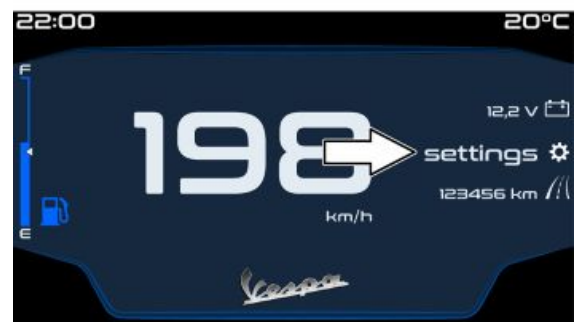 22:00 20°C
F
12,2 V
198 settings
123456 km
km/h
E
Vespa